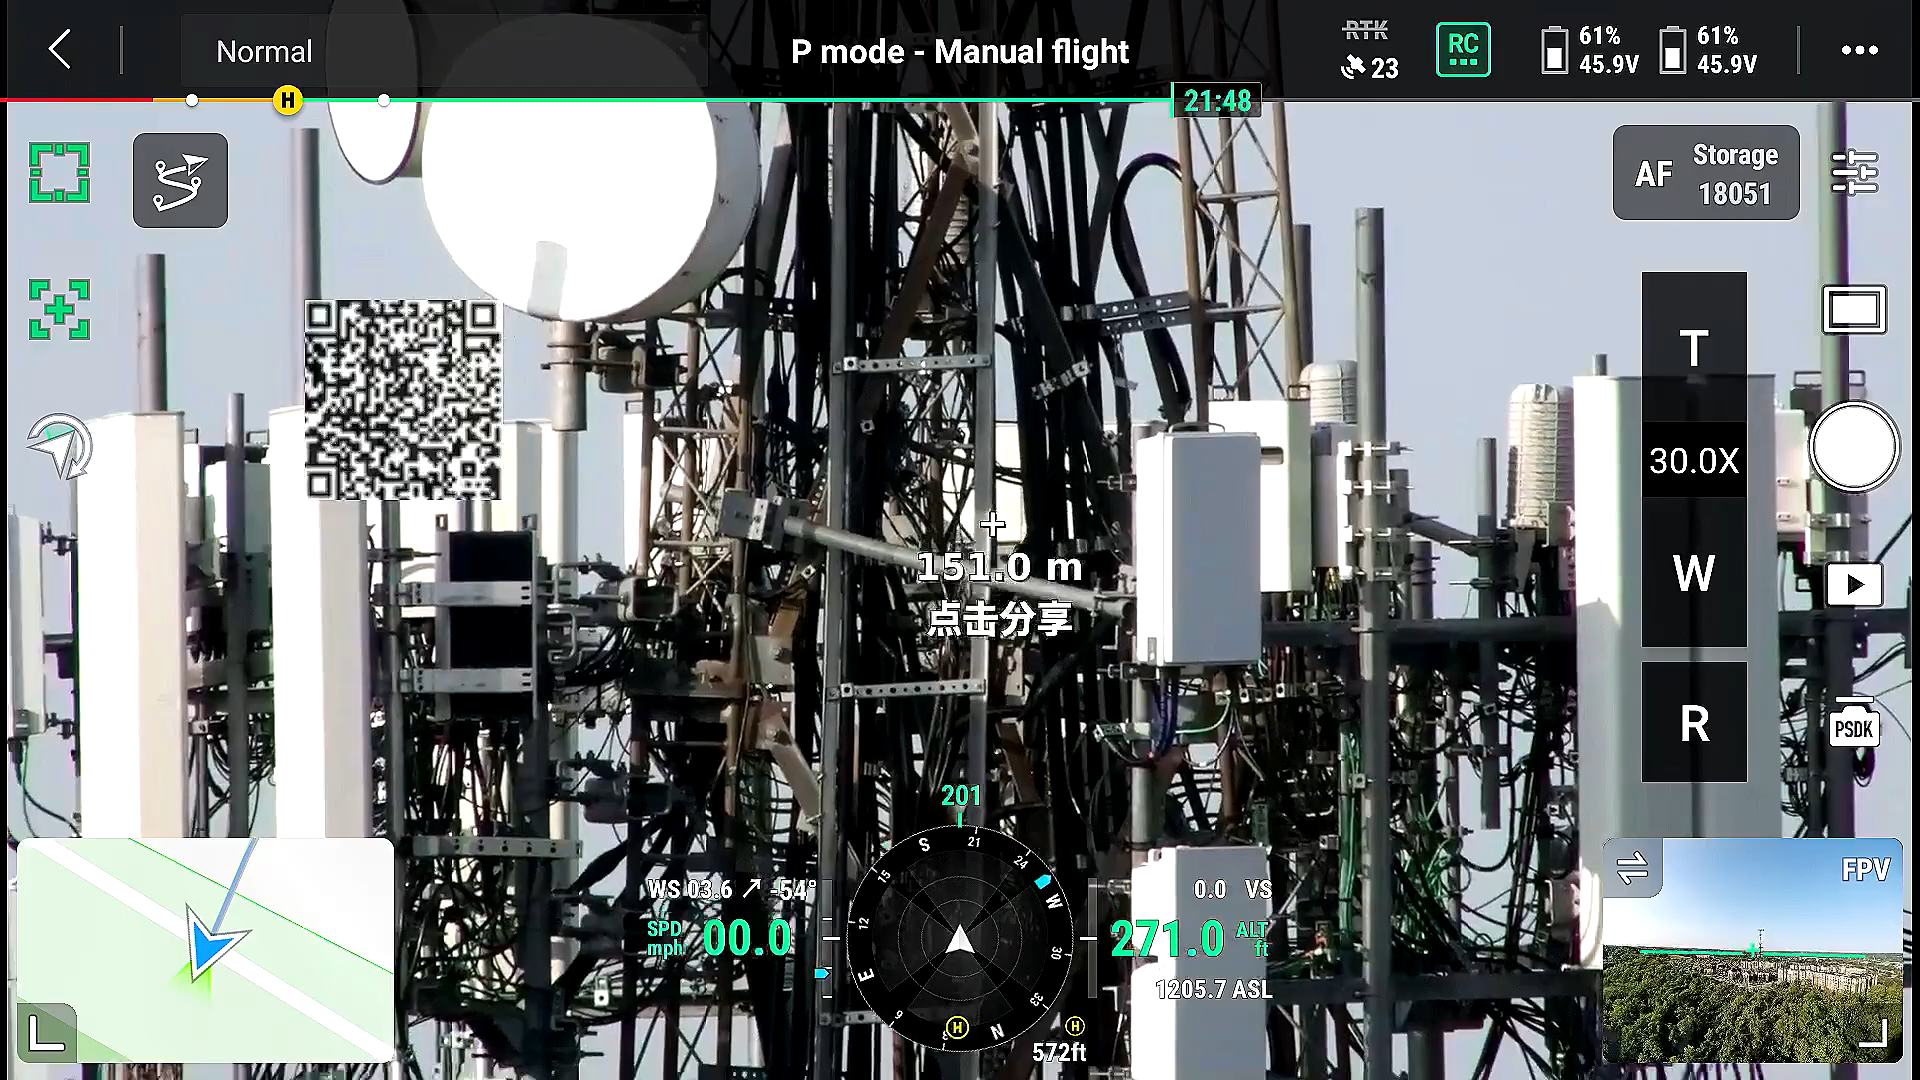 Normal
P mode - Manual flight
RTK
23
RC
61%
45.9V
61%
45.9V
H
21:48
AF
Storage
18051
T
30.0X
W
R
PSDK
151.0 m
点击分享
201
S
21
24
W
30
33
N
3
6
E
12
15
H
WS 03.6 ↗ -54°
SPD
mph
00.0
0.0 VS
271.0 ALT
ft
1205.7 ASL
H
572ft
FPV